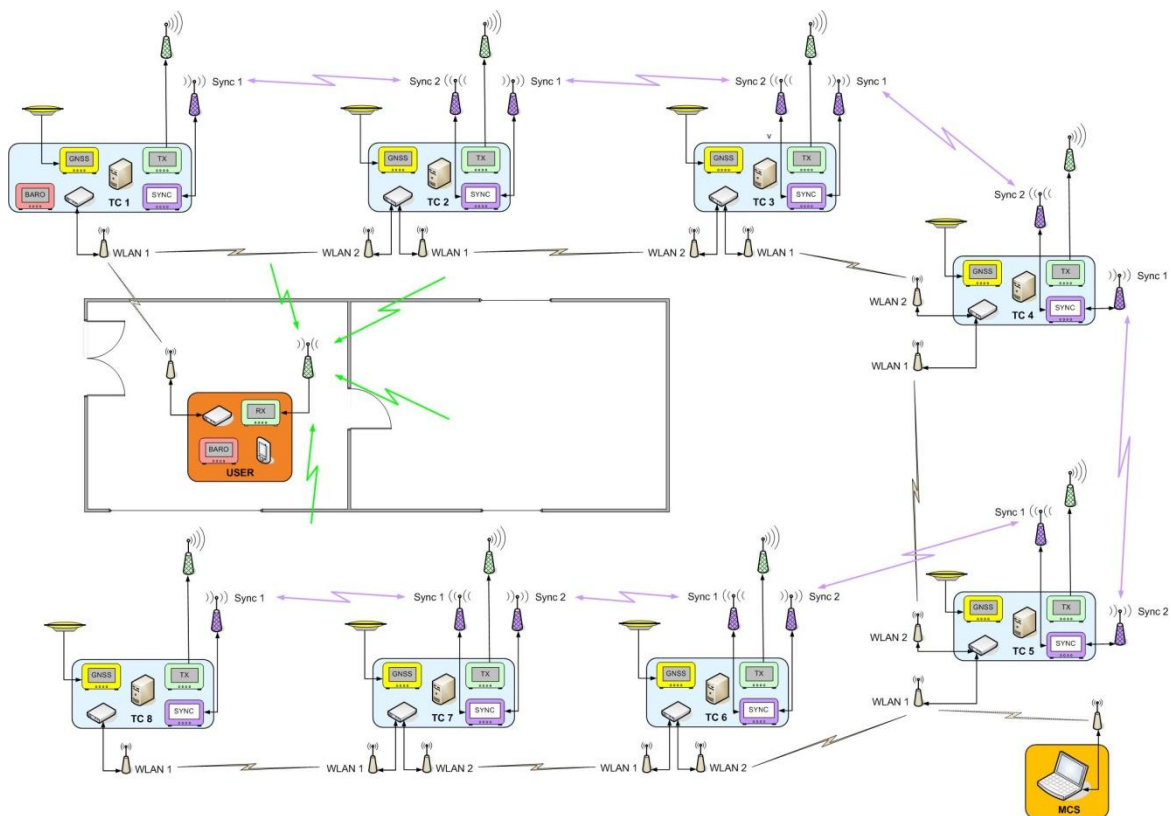 Sync 1
Sync 2
Sync 1
Sync 2
Sync 1
GNSS
TX
BARO
TC 1
SYNC
GNSS
TX
TC 2
SYNC
v
GNSS
TX
TC 3
SYNC
Sync 2
WLAN 1
WLAN 2
WLAN 1
WLAN 2
WLAN 1
GNSS
TX
Sync 1
WLAN 2
TC 4
SYNC
WLAN 1
RX
BARO
USER
Sync 1
GNSS
TX
Sync 2
WLAN 2
TC 5
SYNC
Sync 1
Sync 1
Sync 2
Sync 1
Sync 2
GNSS
TX
TC 8
SYNC
GNSS
TX
TC 7
SYNC
GNSS
TX
TC 6
SYNC
WLAN 1
WLAN 1
WLAN 1
WLAN 2
WLAN 1
WLAN 2
MCS